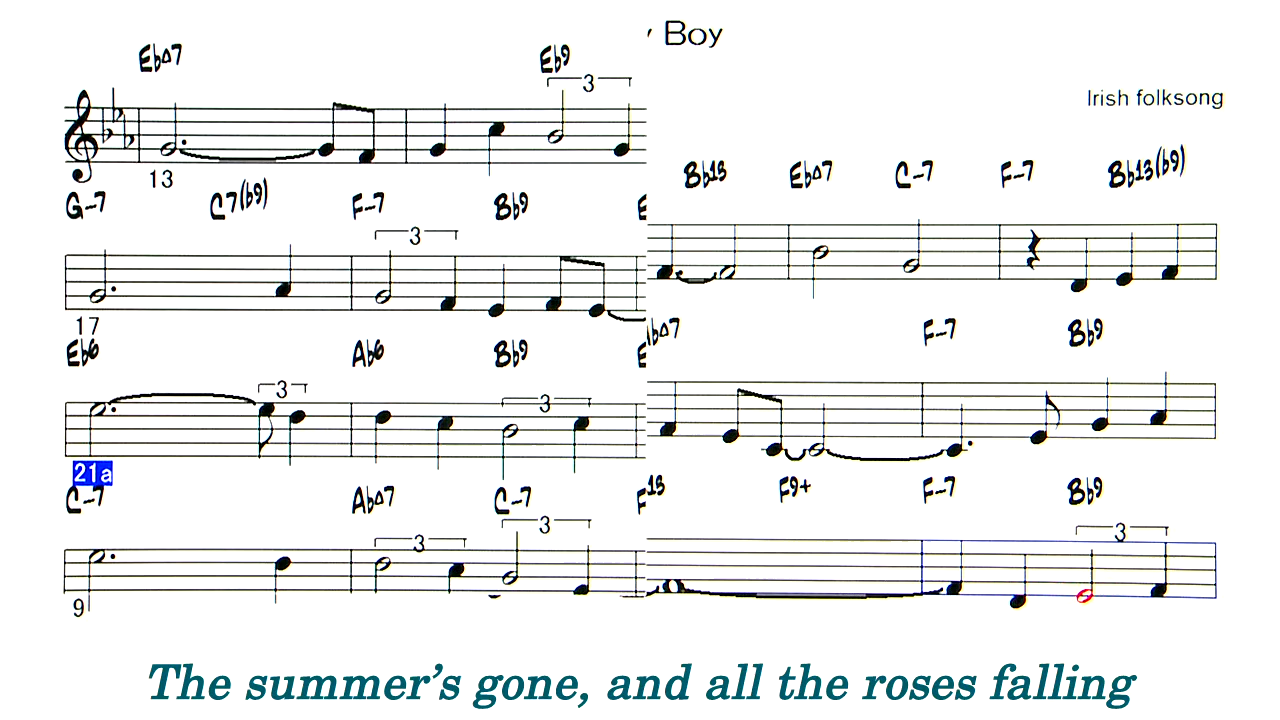 Boy
Irish folksong
Eb△7 Eb9
3
13
Bb13 Eb△7 C-7 F-7 Bb13(b9)
G-7 C7(b9) F-7 Bb9
3
17
b△7 F-7 Bb9
Eb6 Ab6 Bb9
3 3
21a
C-7 Ab△7 C-7
13 F9+ F-7 Bb9
3 3 3
9
The summer’s gone, and all the roses falling